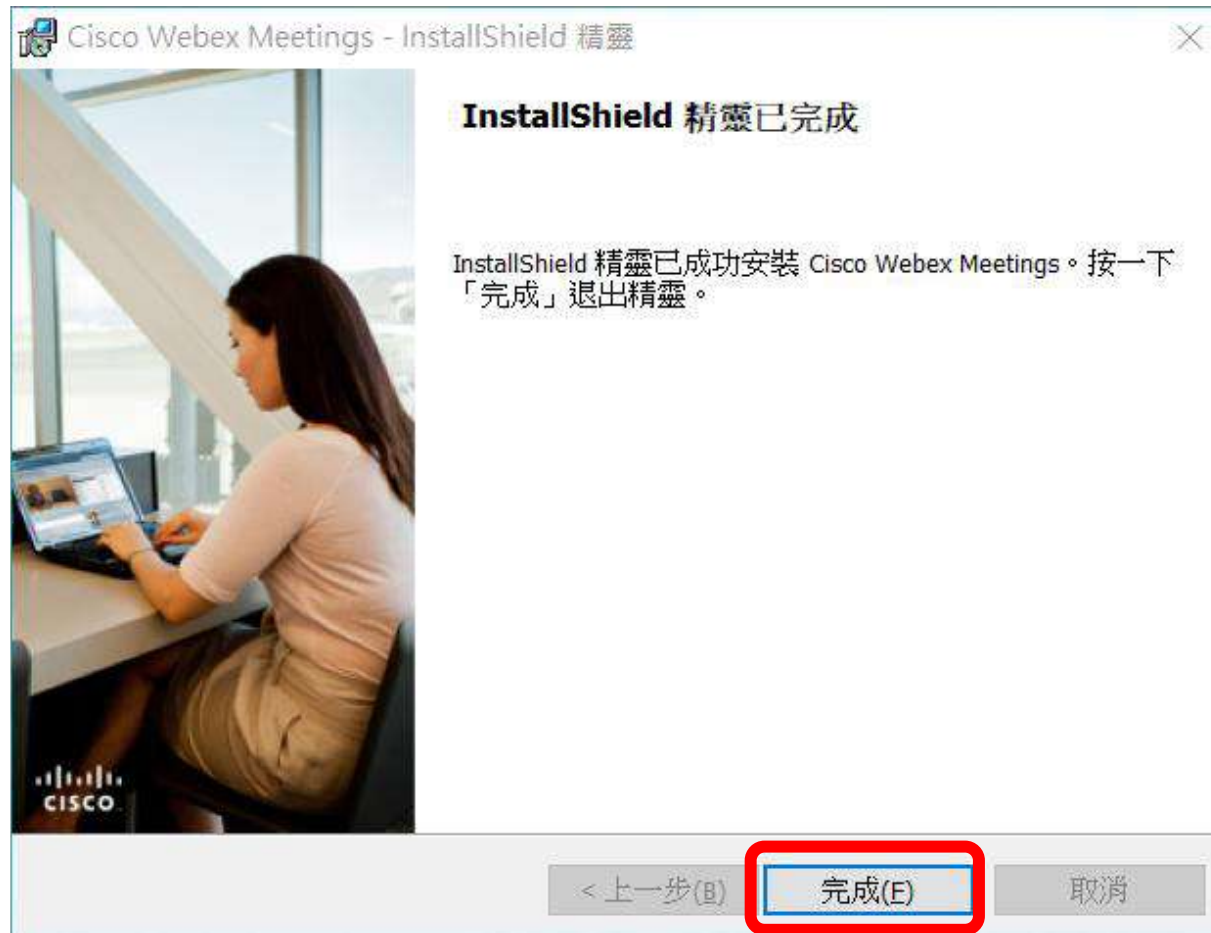 Cisco Webex Meetings - InstallShield 精靈
InstallShield 精靈已完成
InstallShield 精靈已成功安裝 Cisco Webex Meetings。按一下
「完成」退出精靈。
CISCO
< 上一步(B)
完成(F)
取消